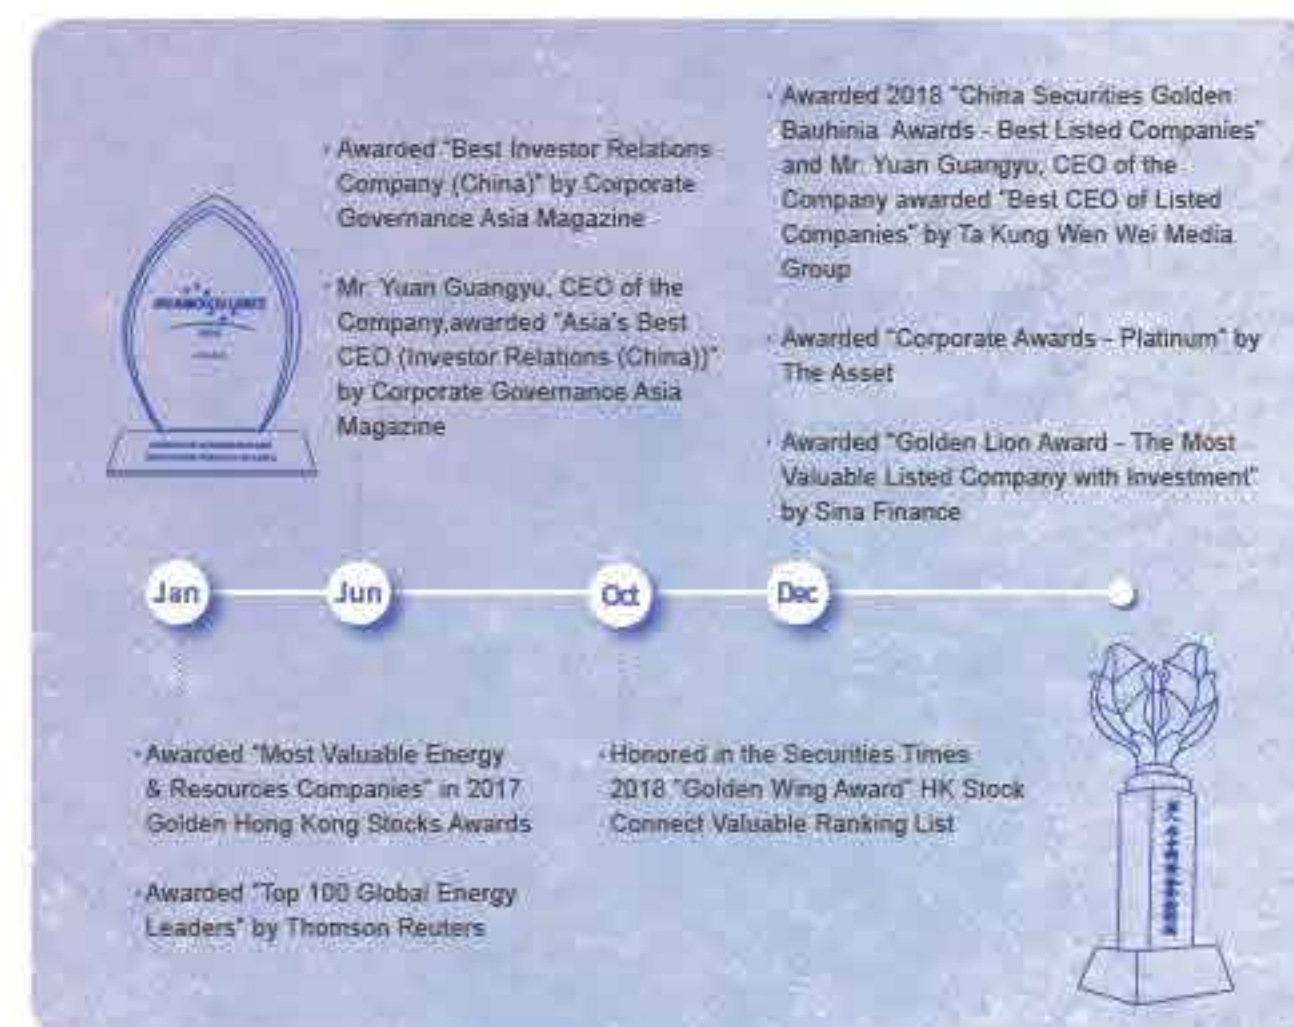 · Awarded "Best Investor Relations
Company (China)" by Corporate
Governance Asia Magazine
· Mr. Yuan Guangyu, CEO of the
Company,awarded "Asia's Best
CEO (Investor Relations (China))"
by Corporate Governance Asia
Magazine
· Awarded 2018 "China Securities Golden
Bauhinia Awards - Best Listed Companies"
and Mr. Yuan Guangyu, CEO of the
Company awarded "Best CEO of Listed
Companies" by Ta Kung Wen Wei Media
Group
· Awarded "Corporate Awards - Platinum" by
The Asset
· Awarded "Golden Lion Award - The Most
Valuable Listed Company with Investment"
by Sina Finance
Jan
Jun
Oct
Dec
· Awarded "Most Valuable Energy
& Resources Companies" in 2017
Golden Hong Kong Stocks Awards
· Awarded "Top 100 Global Energy
Leaders" by Thomson Reuters
· Honored in the Securities Times
2018 "Golden Wing Award" HK Stock
Connect Valuable Ranking List